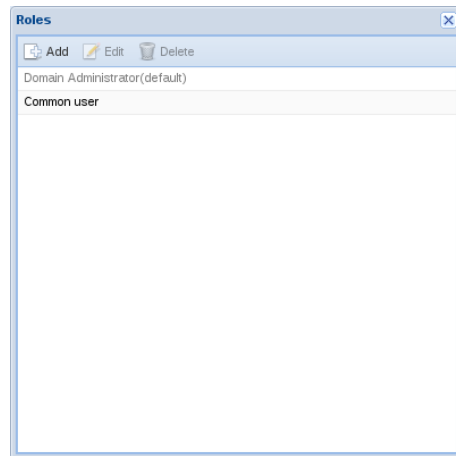 Roles
Add Edit Delete
Domain Administrator(default)
Common user